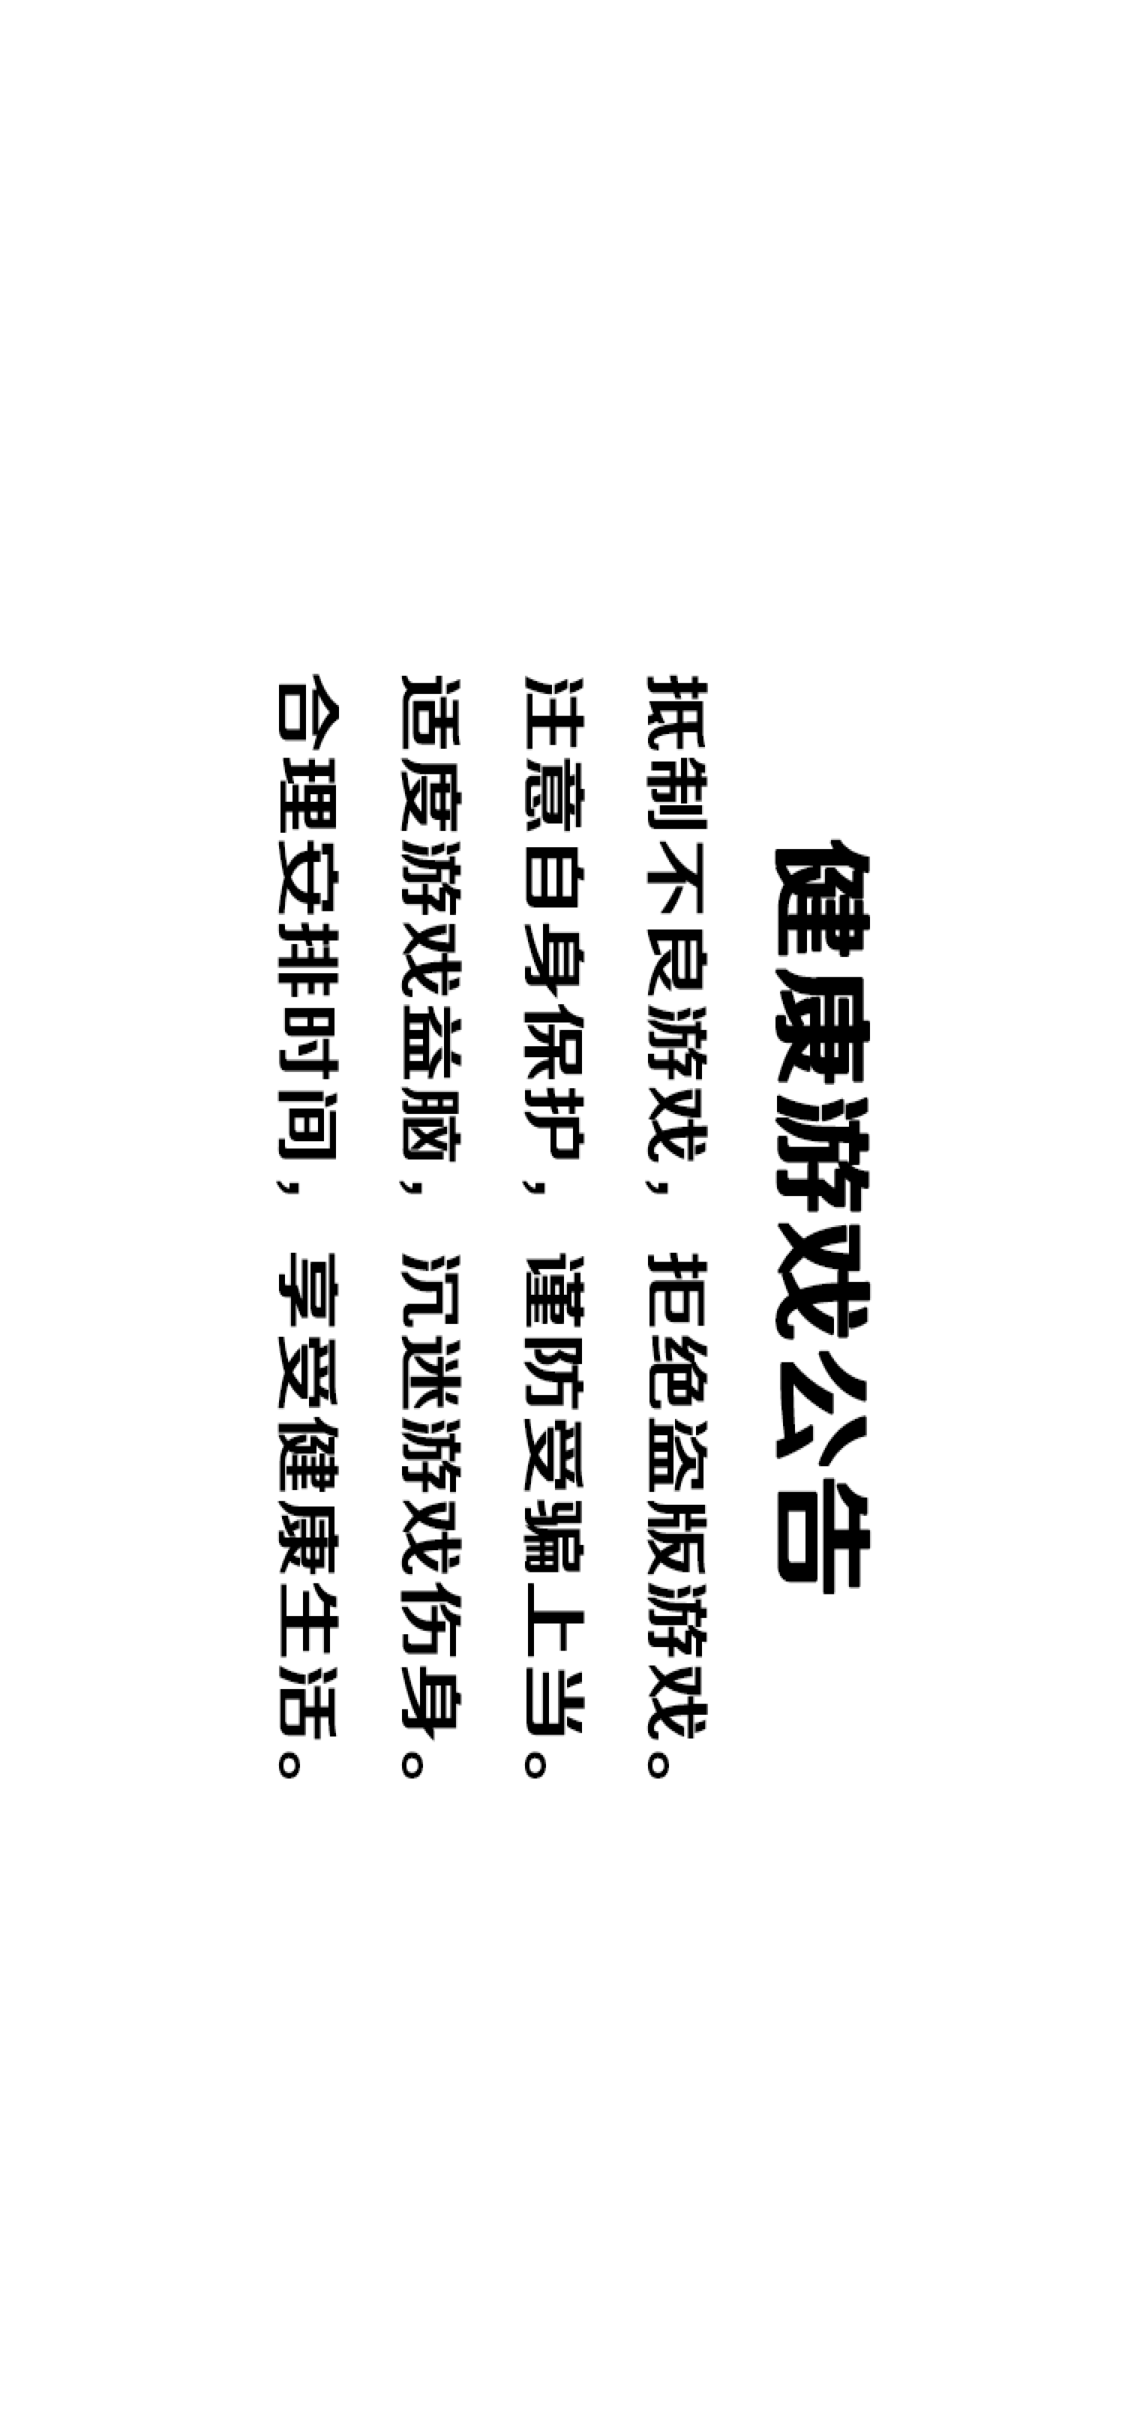 健康游戏公告
抵制不良游戏，拒绝盗版游戏。
注意自身保护，谨防受骗上当。
适度游戏益脑，沉迷游戏伤身。
合理安排时间，享受健康生活。